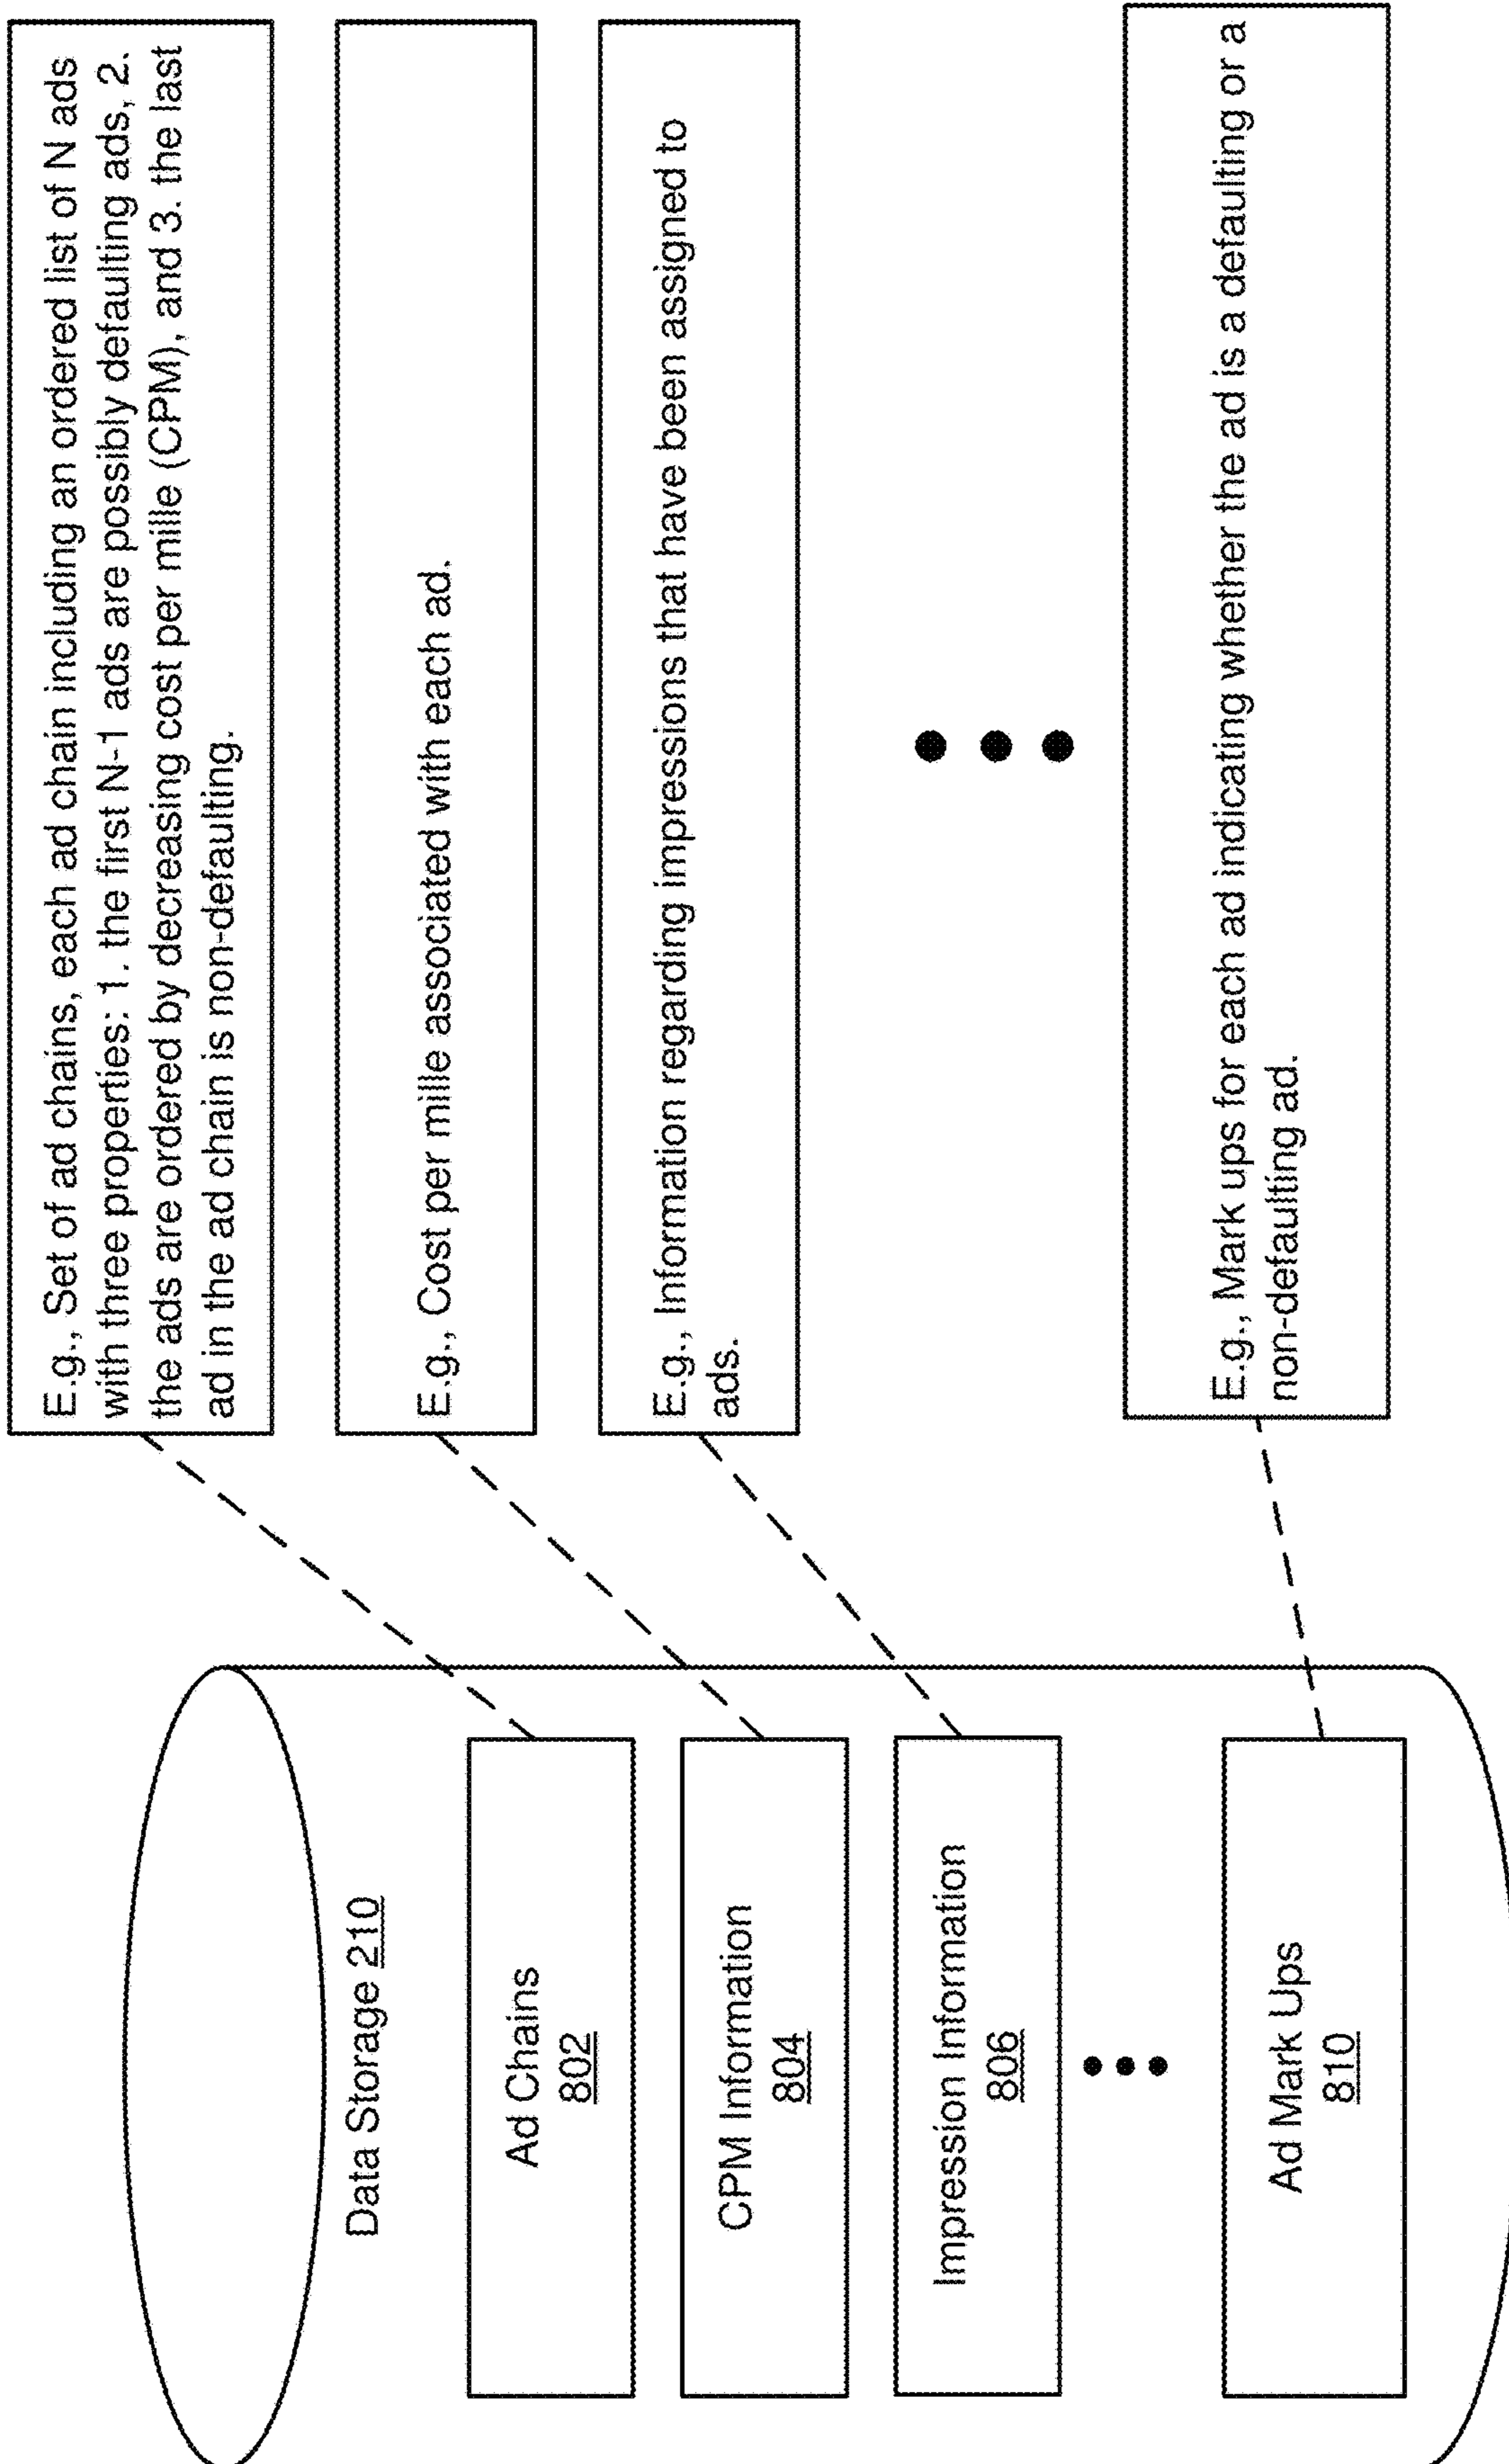 Data Storage 210
Ad Chains
802
CPM Information
804
Impression Information
806
Ad Mark Ups
810
E.g., Set of ad chains, each ad chain including an ordered list of N ads
with three properties: 1. the first N-1 ads are possibly defaulting ads, 2.
the ads are ordered by decreasing cost per mille (CPM), and 3. the last
ad in the ad chain is non-defaulting.
E.g., Cost per mille associated with each ad.
E.g., Information regarding impressions that have been assigned to
ads.
E.g., Mark ups for each ad indicating whether the ad is a defaulting or a
non-defaulting ad.